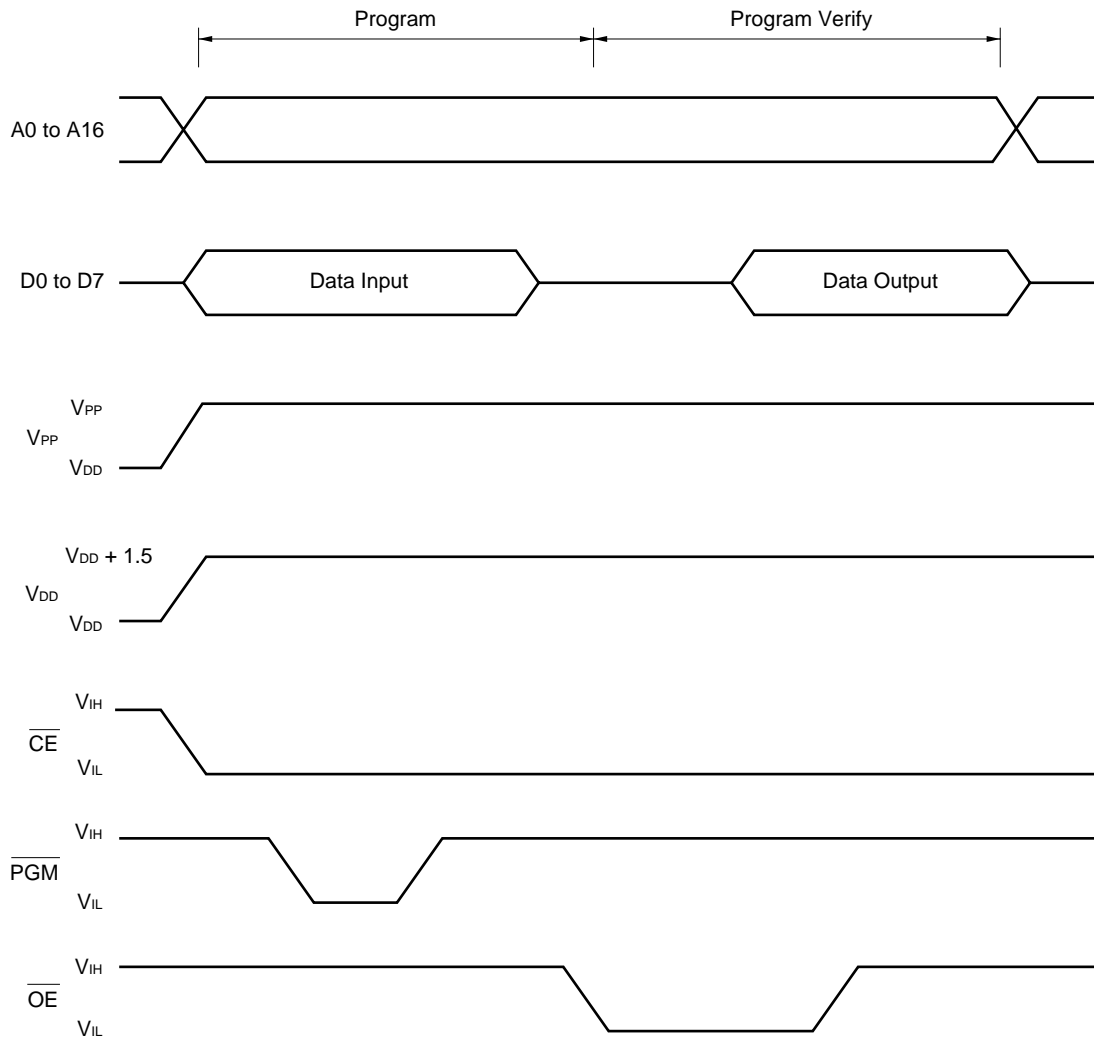 Program Program Verify
A0 to A16
D0 to D7 Data Input Data Output
VPP
VPP
VDD
VDD + 1.5
VDD
VDD
VIH
CE
VIL
VIH
PGM
VIL
VIH
OE
VIL